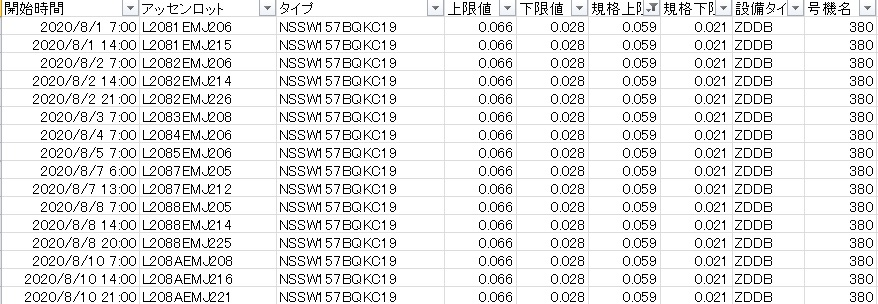 開始時間 アッセンロット タイプ 上限値 下限値 規格上限 規格下限 設備タイ 号機名
2020/8/1 7:00 L2081EMJ206 NSSW157BQKC19 0.066 0.028 0.059 0.021 ZDDB 380
2020/8/1 14:00 L2081EMJ215 NSSW157BQKC19 0.066 0.028 0.059 0.021 ZDDB 380
2020/8/2 7:00 L2082EMJ206 NSSW157BQKC19 0.066 0.028 0.059 0.021 ZDDB 380
2020/8/2 14:00 L2082EMJ214 NSSW157BQKC19 0.066 0.028 0.059 0.021 ZDDB 380
2020/8/2 21:00 L2082EMJ226 NSSW157BQKC19 0.066 0.028 0.059 0.021 ZDDB 380
2020/8/3 7:00 L2083EMJ208 NSSW157BQKC19 0.066 0.028 0.059 0.021 ZDDB 380
2020/8/4 7:00 L2084EMJ206 NSSW157BQKC19 0.066 0.028 0.059 0.021 ZDDB 380
2020/8/5 7:00 L2085EMJ206 NSSW157BQKC19 0.066 0.028 0.059 0.021 ZDDB 380
2020/8/7 6:00 L2087EMJ205 NSSW157BQKC19 0.066 0.028 0.059 0.021 ZDDB 380
2020/8/7 13:00 L2087EMJ212 NSSW157BQKC19 0.066 0.028 0.059 0.021 ZDDB 380
2020/8/8 7:00 L2088EMJ205 NSSW157BQKC19 0.066 0.028 0.059 0.021 ZDDB 380
2020/8/8 14:00 L2088EMJ214 NSSW157BQKC19 0.066 0.028 0.059 0.021 ZDDB 380
2020/8/8 20:00 L2088EMJ225 NSSW157BQKC19 0.066 0.028 0.059 0.021 ZDDB 380
2020/8/10 7:00 L208AEMJ208 NSSW157BQKC19 0.066 0.028 0.059 0.021 ZDDB 380
2020/8/10 14:00 L208AEMJ216 NSSW157BQKC19 0.066 0.028 0.059 0.021 ZDDB 380
2020/8/10 21:00 L208AEMJ221 NSSW157BQKC19 0.066 0.028 0.059 0.021 ZDDB 380